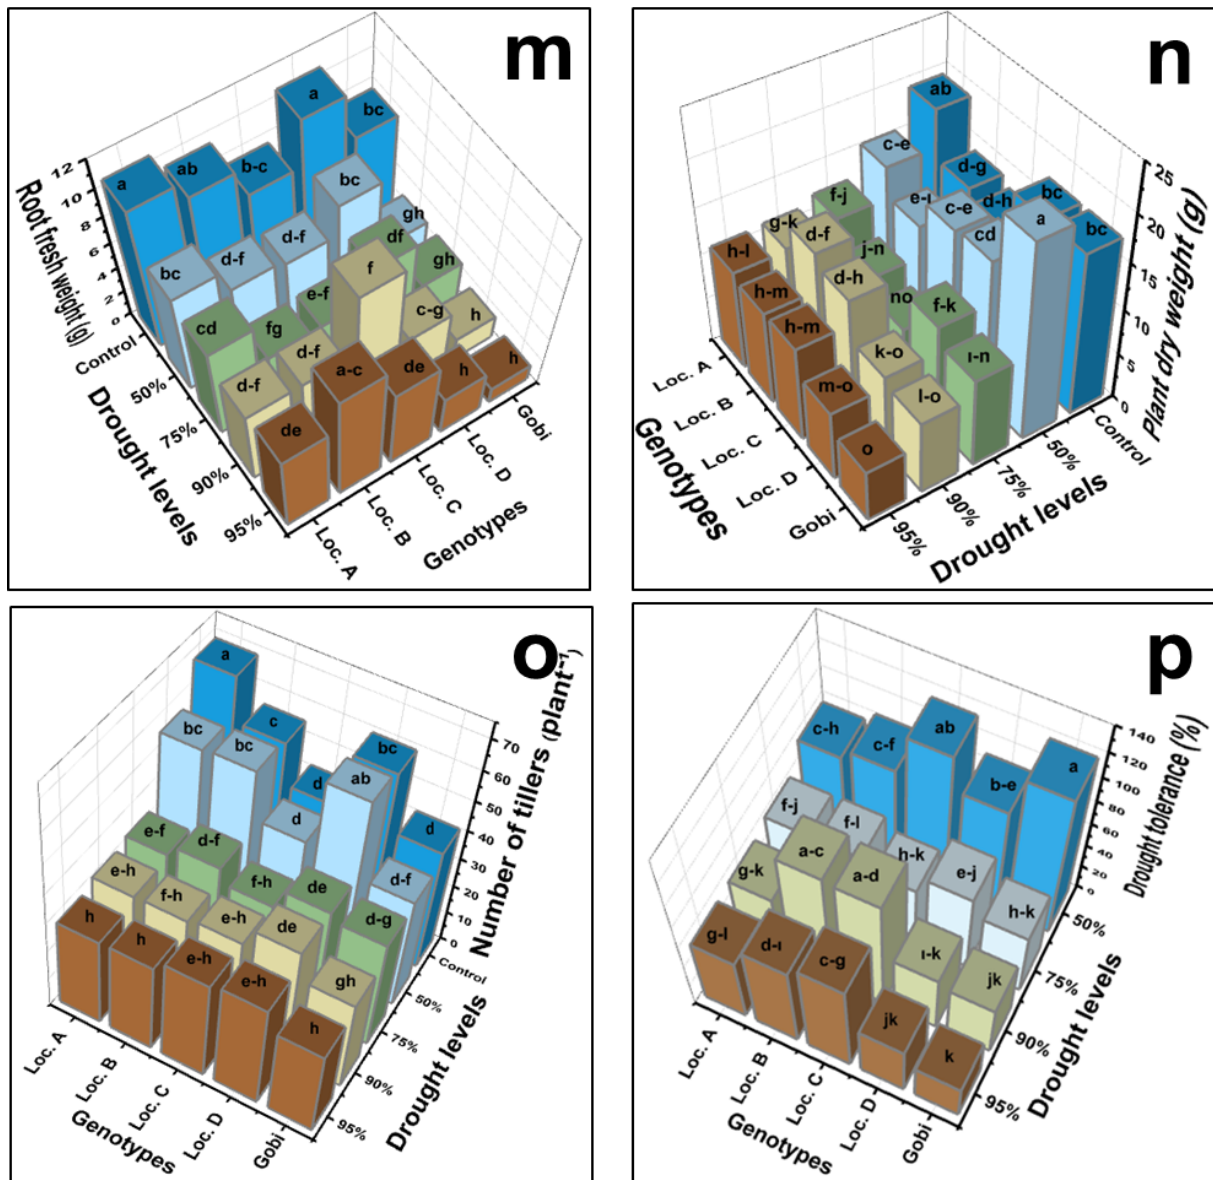 m
a
bc
a
ab
b-c
bc
gh
bc
d-f
d-f
df
gh
cd
fg
e-f
f
c-g
h
d-f
d-f
a-c
de
h
h
de
12
10
8
6
4
2
0
Root fresh weight (g)
Control
50%
75%
90%
95%
Drought levels
Loc. A
Loc. B
Loc. C
Loc. D
Gobi
Genotypes
n
ab
c-e
d-g
d-h
bc
bc
f-j
e-ı
c-e
cd
a
g-k
d-f
j-n
no
f-k
ı-n
h-l
h-m
d-h
h-m
k-o
l-o
m-o
o
25
20
15
10
5
0
Plant dry weight (g)
Loc. A
Loc. B
Loc. C
Loc. D
Gobi
Genotypes
95%
90%
75%
50%
Control
Drought levels
o
a
c
d
bc
d
bc
bc
d
ab
d-f
e-f
d-f
f-h
de
d-g
e-h
f-h
e-h
de
gh
h
h
e-h
e-h
h
70
60
50
40
30
20
10
0
Number of tillers (plant⁻¹)
Control
50%
75%
90%
95%
Drought levels
Loc. A
Loc. B
Loc. C
Loc. D
Gobi
Genotypes
p
c-h
c-f
ab
b-e
a
f-j
f-l
h-k
e-j
h-k
g-k
a-c
a-d
ı-k
jk
g-l
d-ı
c-g
jk
k
140
120
100
80
60
40
20
0
Drought tolerance (%)
50%
75%
90%
95%
Drought levels
Loc. A
Loc. B
Loc. C
Loc. D
Gobi
Genotypes